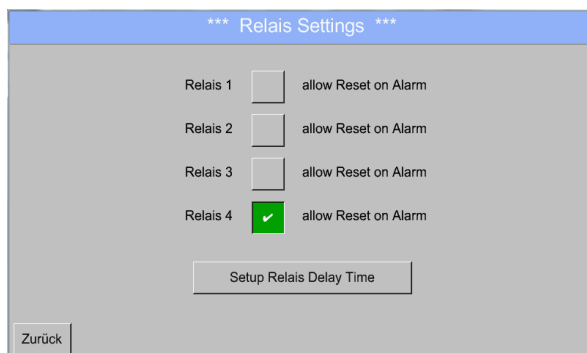 *** Relais Settings ***
Relais 1 allow Reset on Alarm
Relais 2 allow Reset on Alarm
Relais 3 allow Reset on Alarm
Relais 4 ✔ allow Reset on Alarm
Setup Relais Delay Time
Zurück